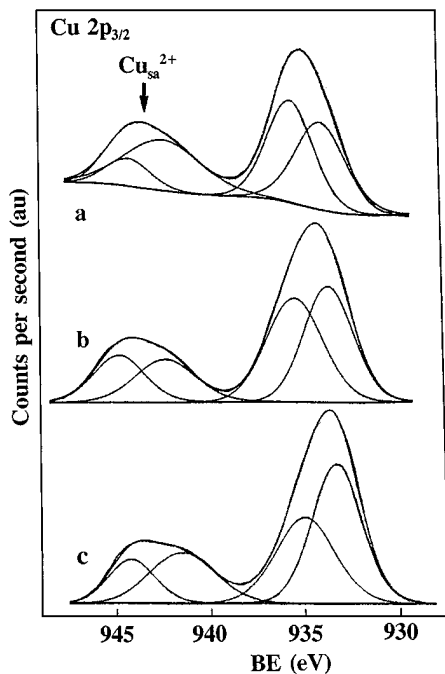 Cu 2p3/2
Cusa2+
a
b
c
Counts per second (au)
945 940 935 930
BE (eV)